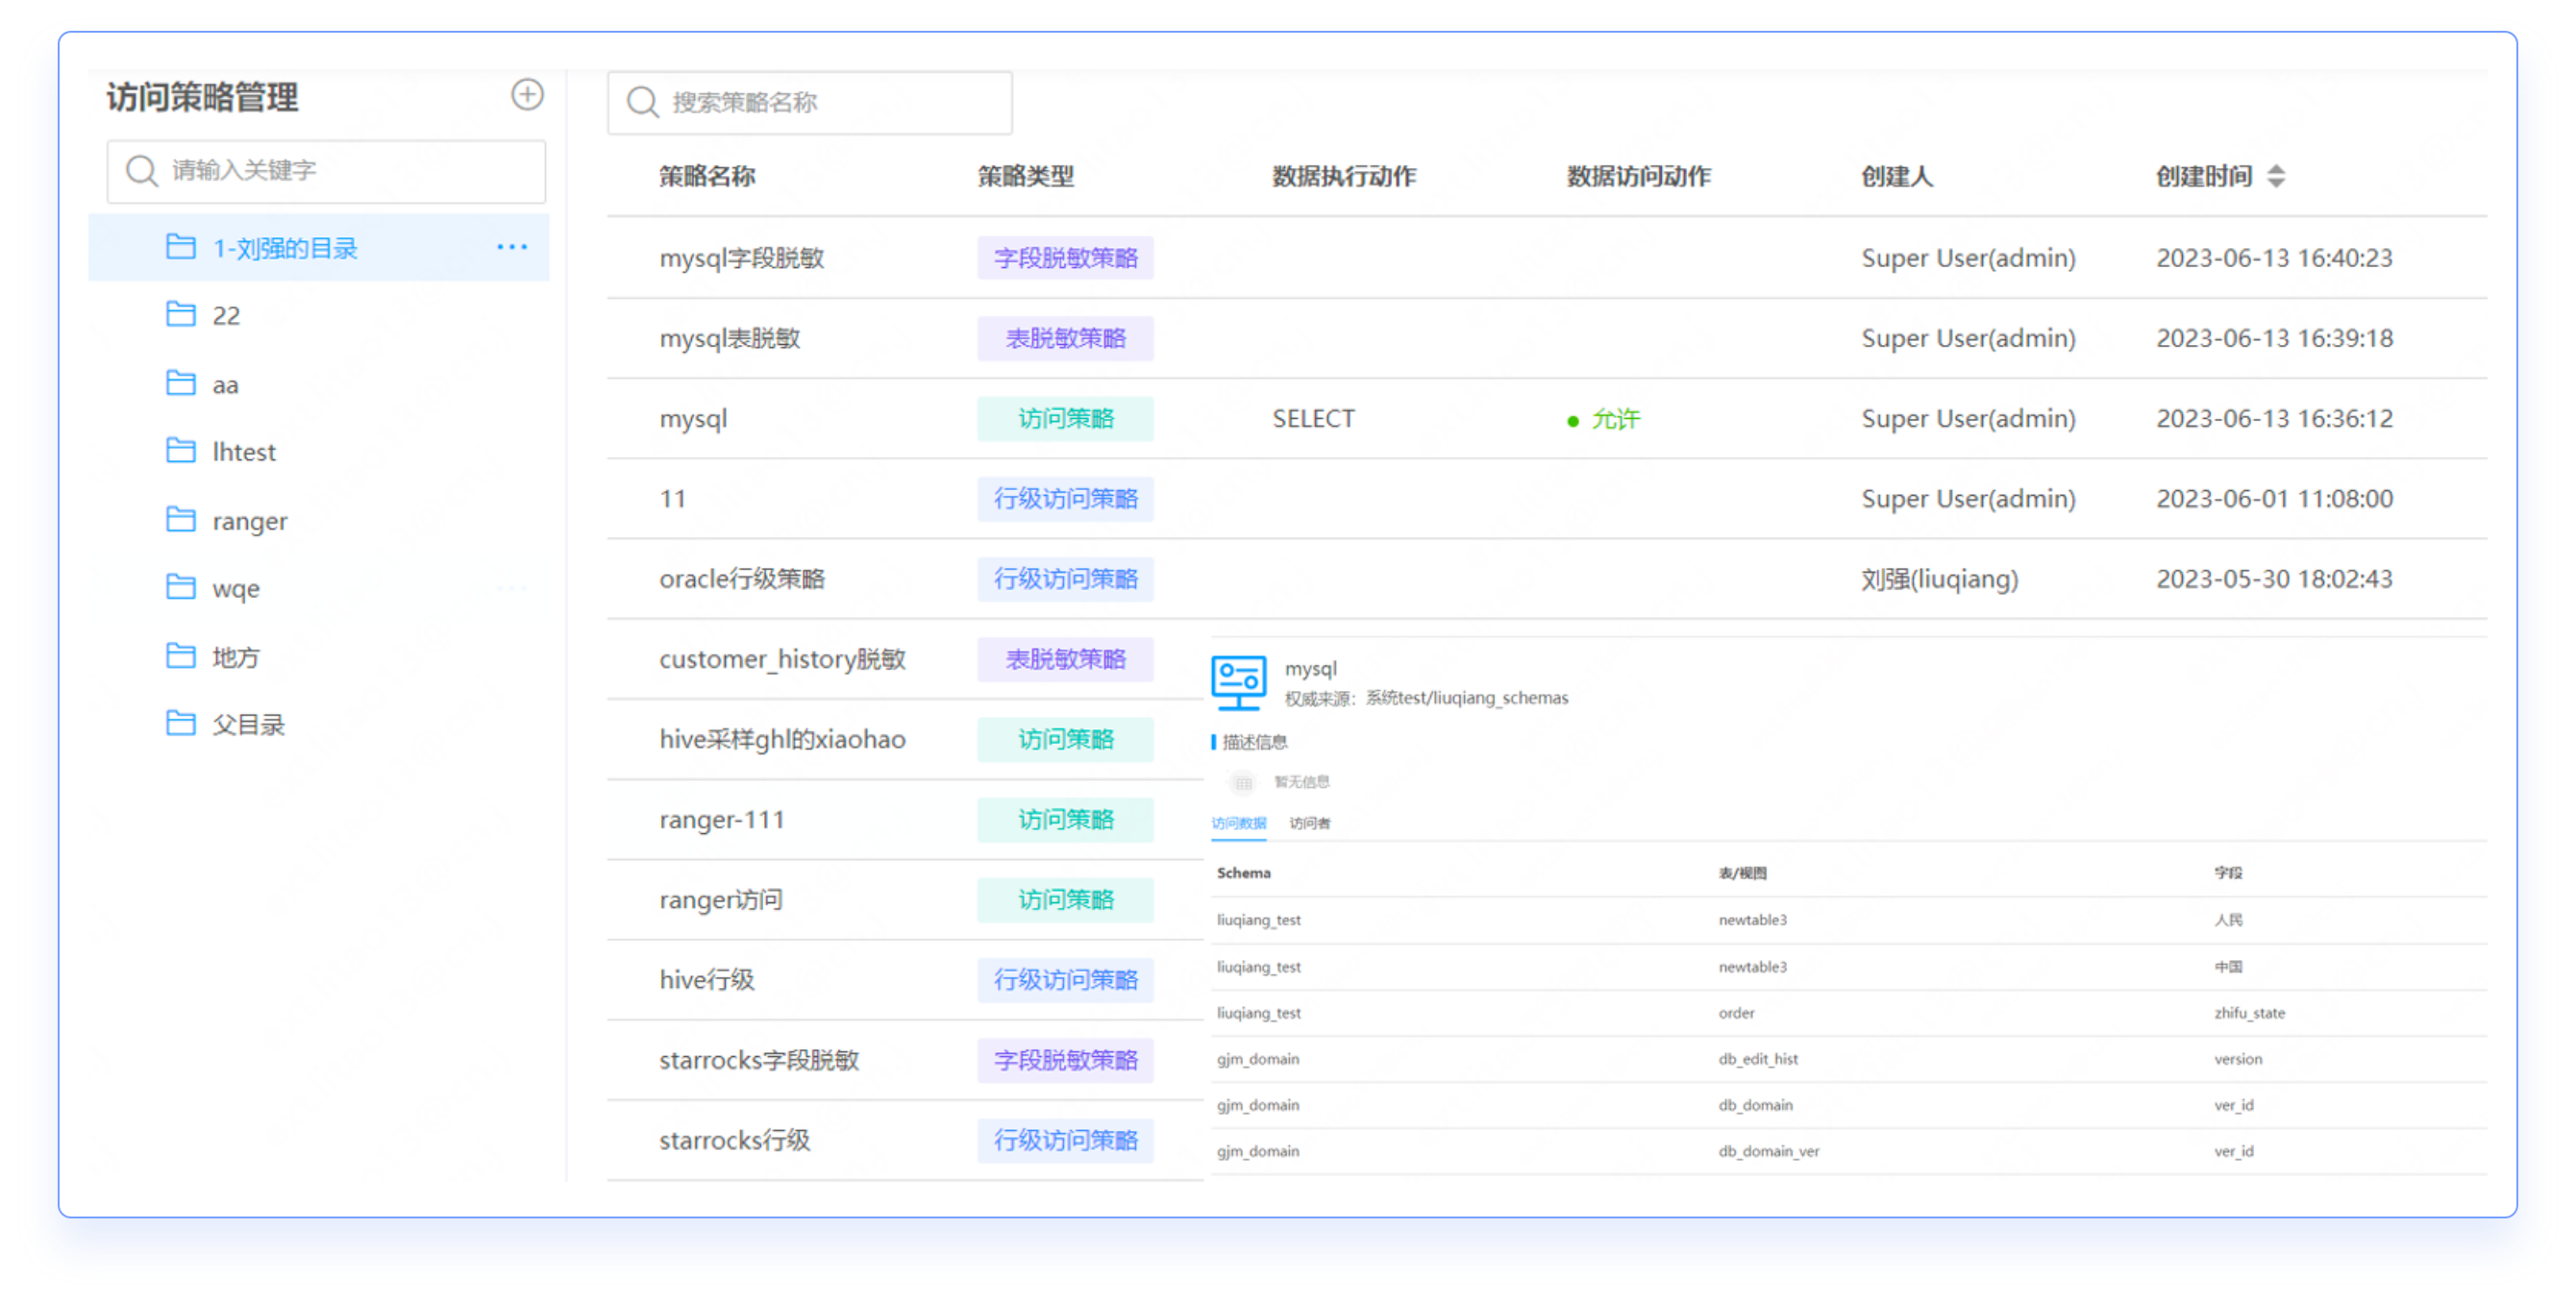 访问策略管理
请输入关键字
1-刘强的目录
22
aa
lhtest
ranger
wqe
地方
父目录
搜索策略名称
策略名称 策略类型 数据执行动作 数据访问动作 创建人 创建时间
mysql字段脱敏 字段脱敏策略 Super User(admin) 2023-06-13 16:40:23
mysql表脱敏 表脱敏策略 Super User(admin) 2023-06-13 16:39:18
mysql 访问策略 SELECT 允许 Super User(admin) 2023-06-13 16:36:12
11 行级访问策略 Super User(admin) 2023-06-01 11:08:00
oracle行级策略 行级访问策略 刘强(liuqiang) 2023-05-30 18:02:43
customer_history脱敏 表脱敏策略
hive采样ghl的xiaohao 访问策略
ranger-111 访问策略
ranger访问 访问策略
hive行级 行级访问策略
starrocks字段脱敏 字段脱敏策略
starrocks行级 行级访问策略
mysql
权威来源：系统test/liuqiang_schemas
描述信息
暂无信息
访问数据 访问者
Schema 表/视图 字段
liuqiang_test newtable3 人民
liuqiang_test newtable3 中国
liuqiang_test order zhifu_state
gjm_domain db_edit_hist version
gjm_domain db_domain ver_id
gjm_domain db_domain_ver ver_id